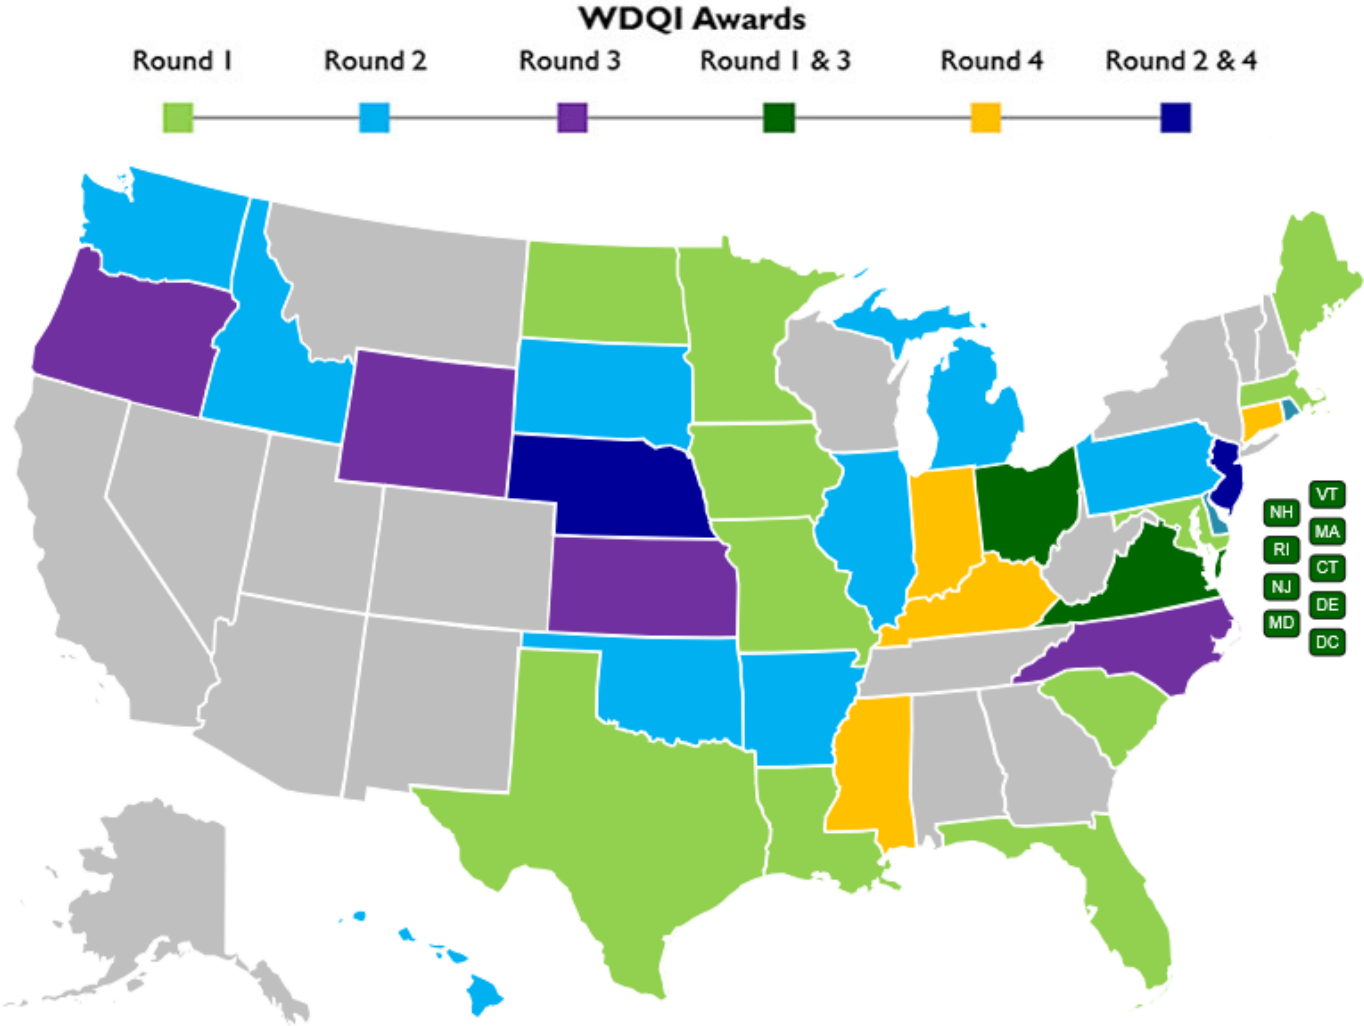 WDQI Awards
Round 1 Round 2 Round 3 Round 1 & 3 Round 4 Round 2 & 4
VT
NH
MA
RI
CT
NJ
DE
MD
DC